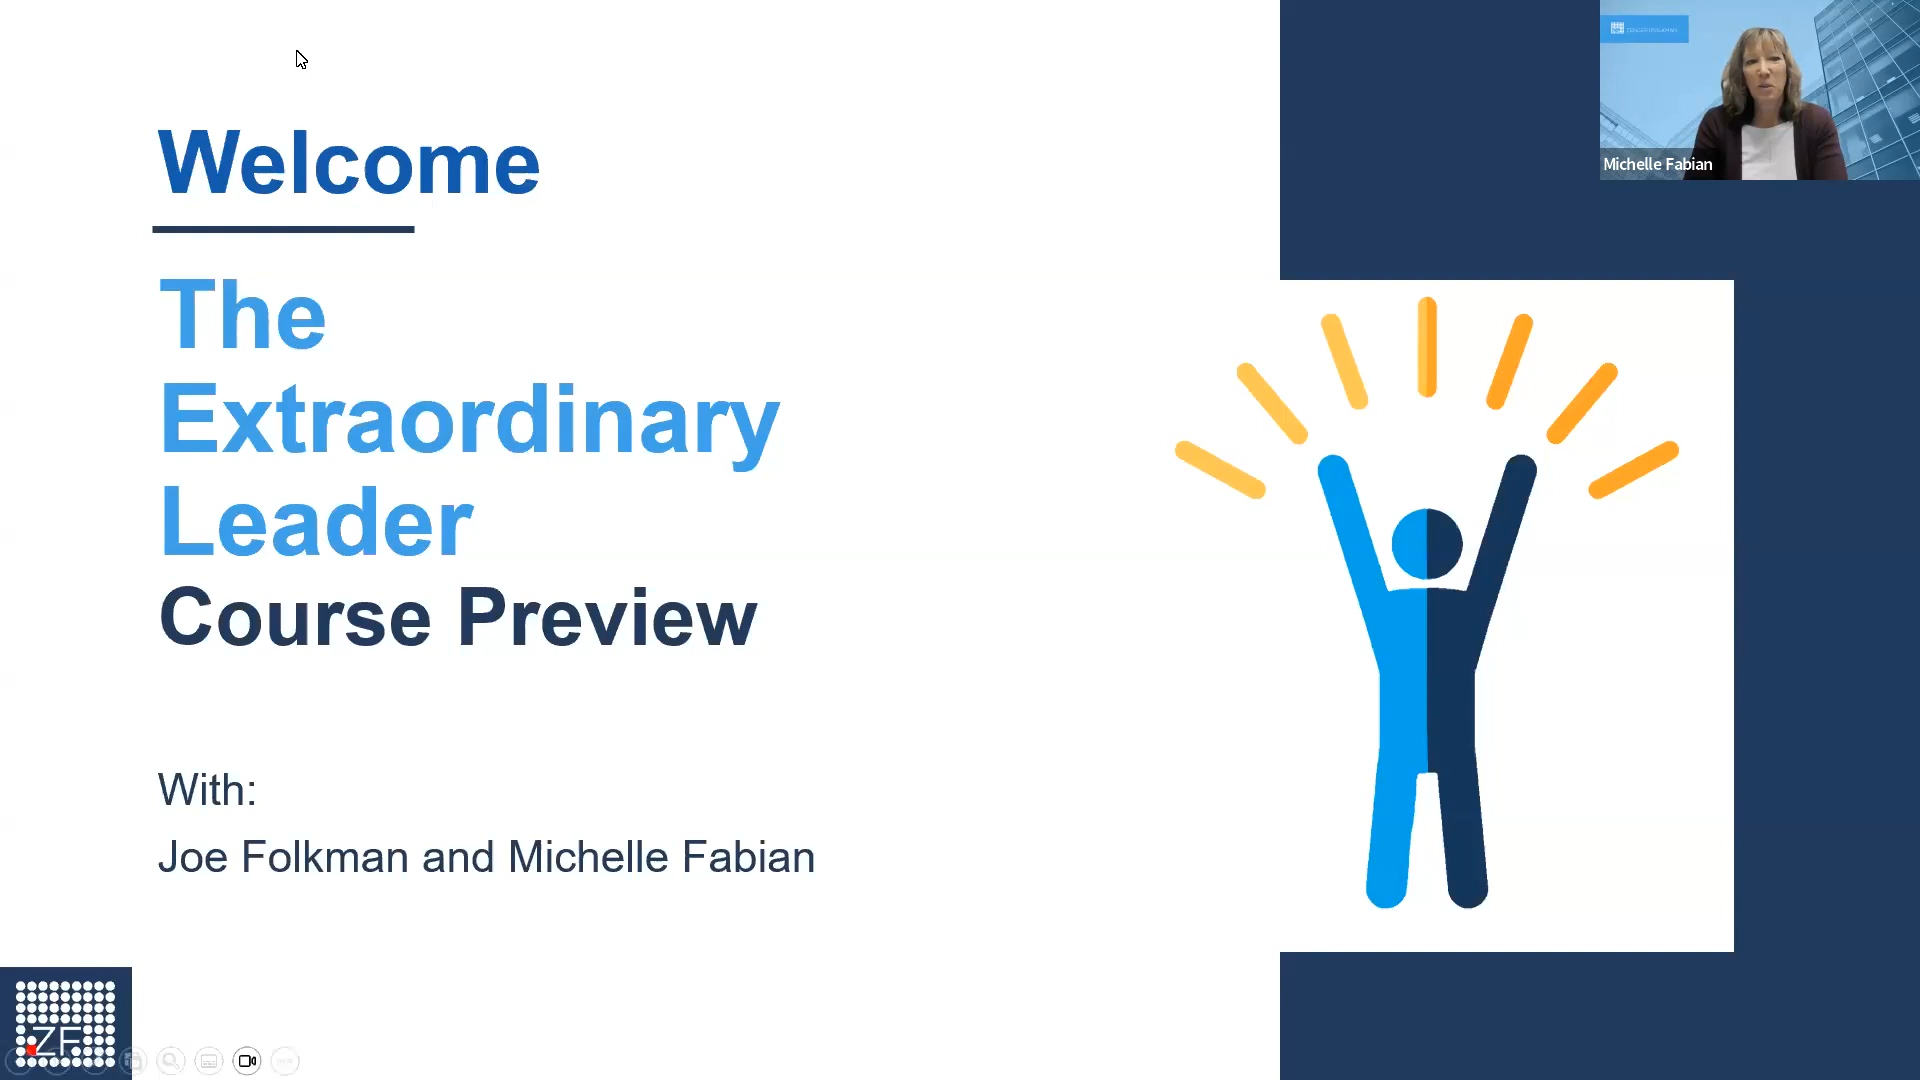 Welcome
The
Extraordinary
Leader
Course Preview
With:
Joe Folkman and Michelle Fabian
Michelle Fabian
ZF